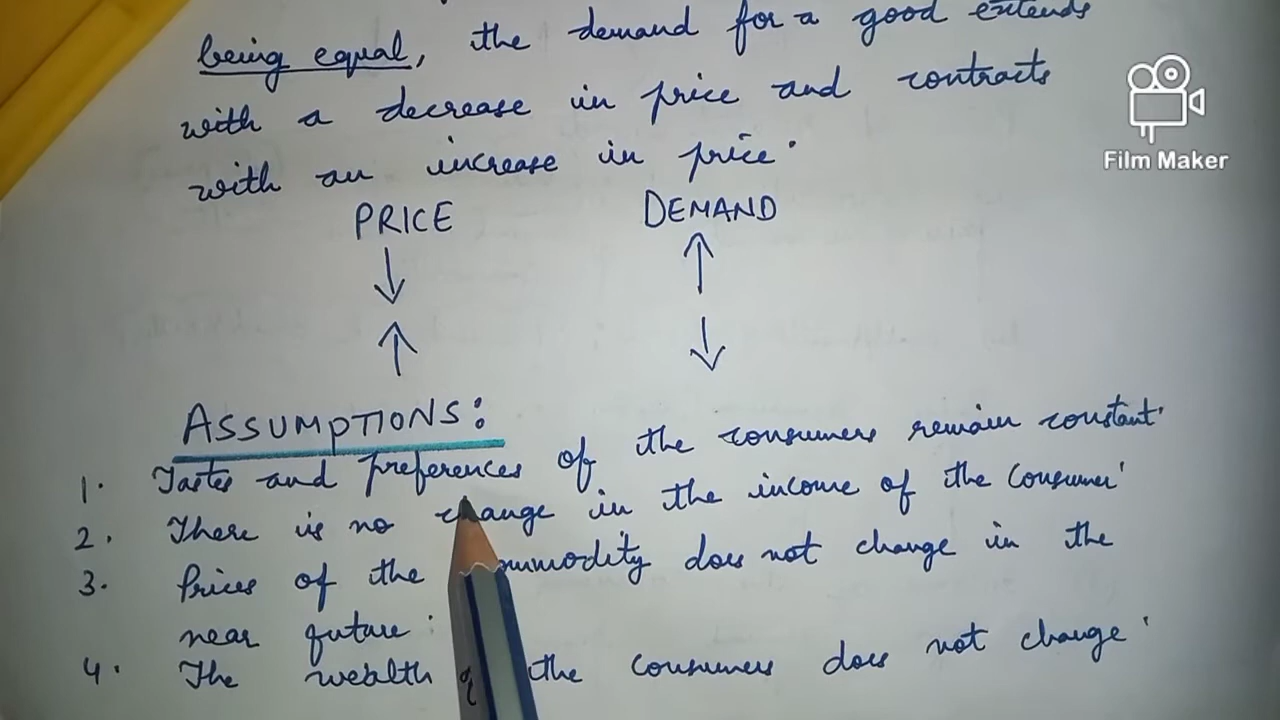 being equal, the demand for a good extends
with a decrease in price and contracts
with an increase in price.
Film Maker
PRICE DEMAND
ASSUMPTIONS:
1. Tastes and preferences of the consumers remain constant.
2. There is no change in the income of the consumer.
3. Prices of the commodity does not change in the
near future.
4. The wealth of the consumers does not change.